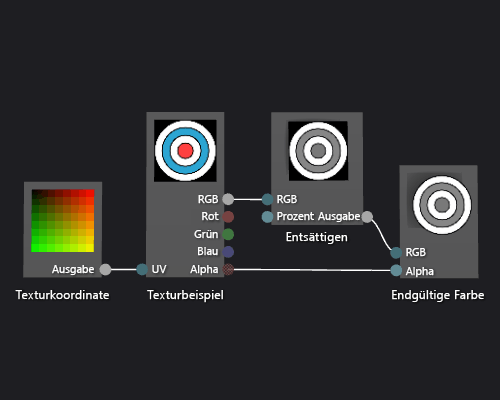 Ausgabe
Texturkoordinate
UV
RGB
Rot
Grün
Blau
Alpha
Texturbeispiel
RGB
Prozent Ausgabe
Entsättigen
RGB
Alpha
Endgültige Farbe